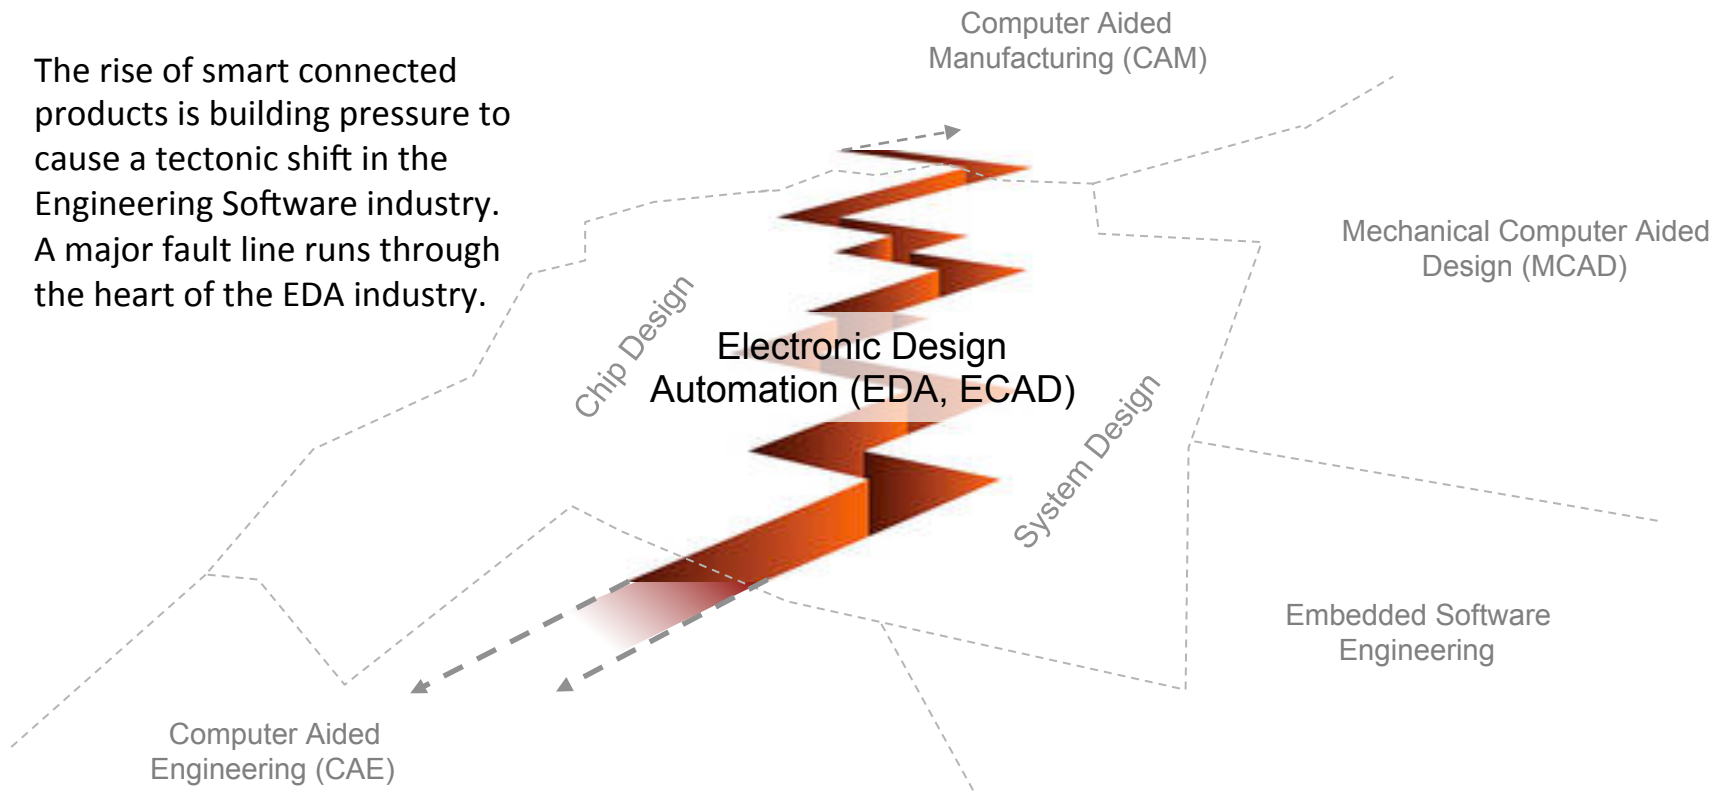 The rise of smart connected
products is building pressure to
cause a tectonic shift in the
Engineering Software industry.
A major fault line runs through
the heart of the EDA industry.
Computer Aided
Manufacturing (CAM)
Mechanical Computer Aided
Design (MCAD)
Chip Design
Electronic Design
Automation (EDA, ECAD)
System Design
Embedded Software
Engineering
Computer Aided
Engineering (CAE)